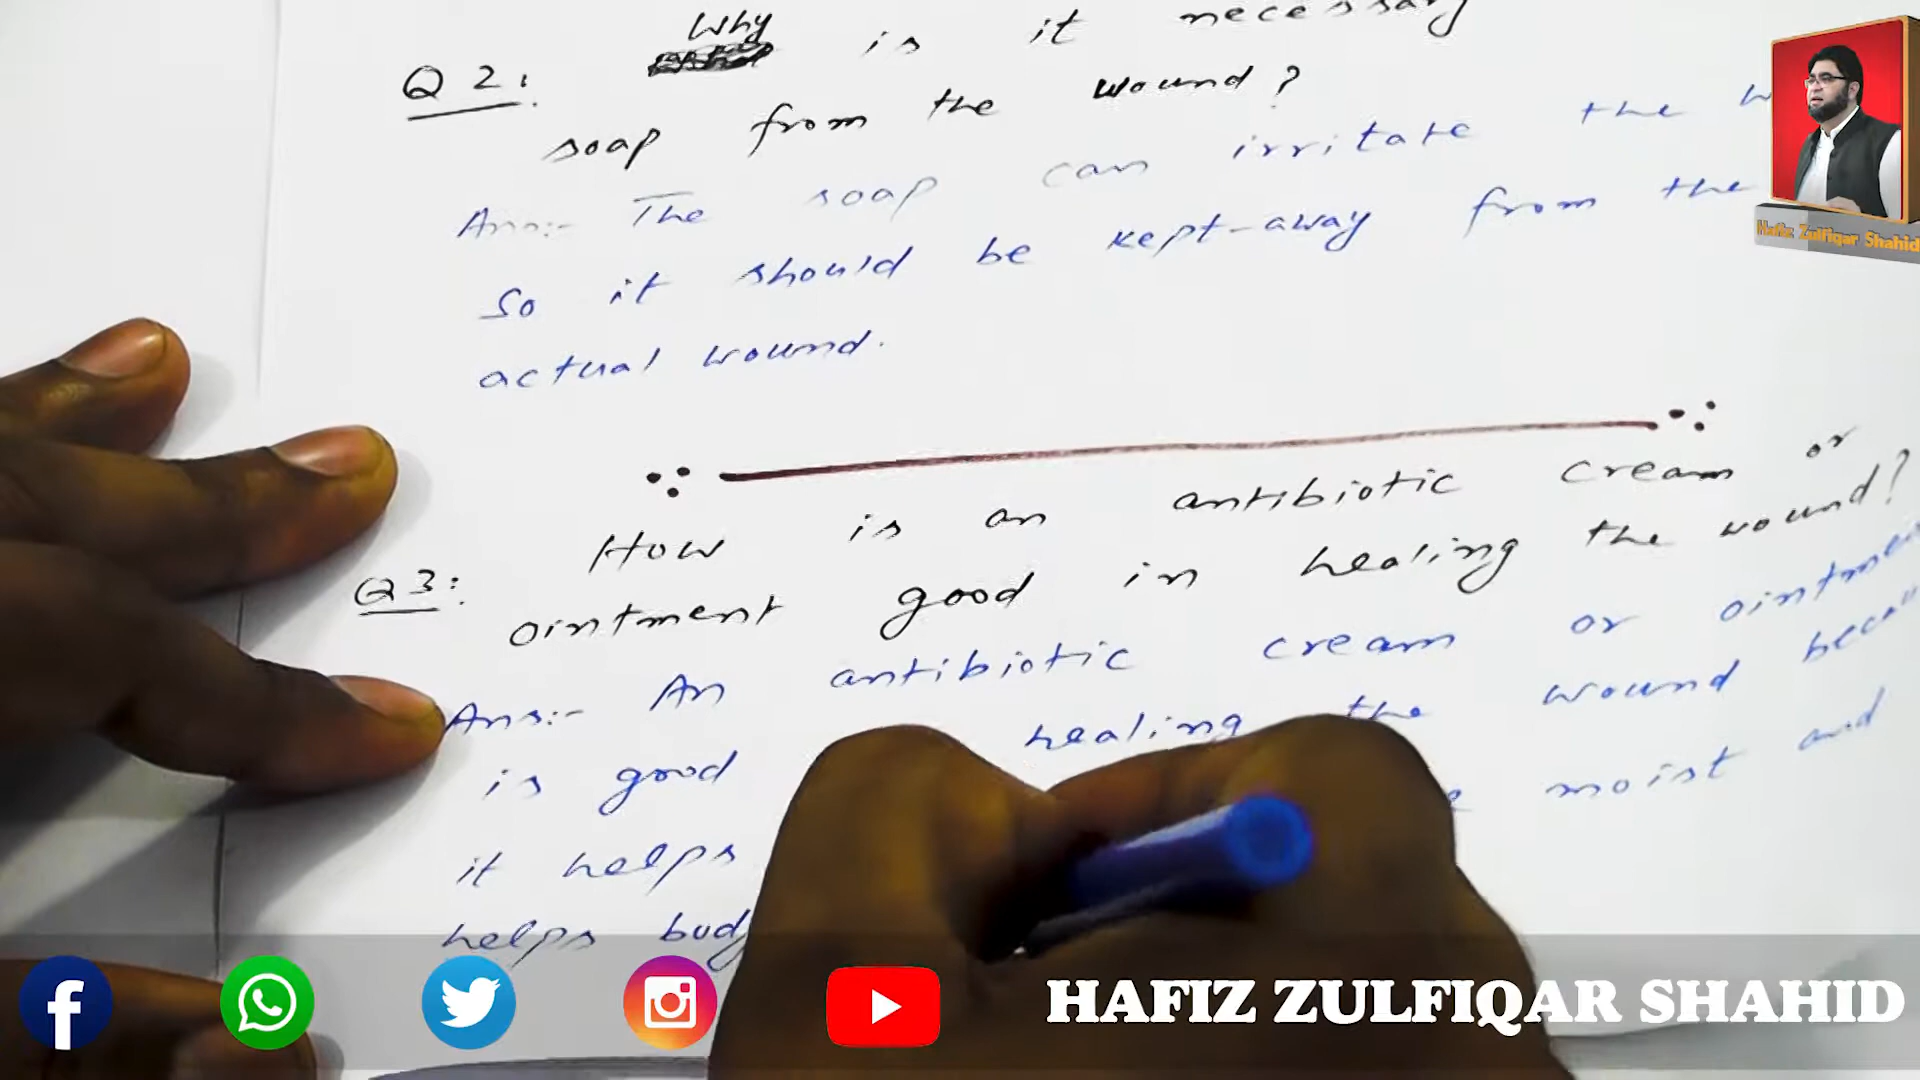 Why is it necessary
Q 2:
soap from the wound?
Ans:- The soap can irritate the
So it should be kept-away from the
actual wound.
How is an antibiotic cream or
Q 3:
ointment good in healing the wound?
Ans:- An antibiotic cream or
is good healing the wound
it helps moist and
helps body
Hafiz Zulfiqar Shahid
HAFIZ ZULFIQAR SHAHID